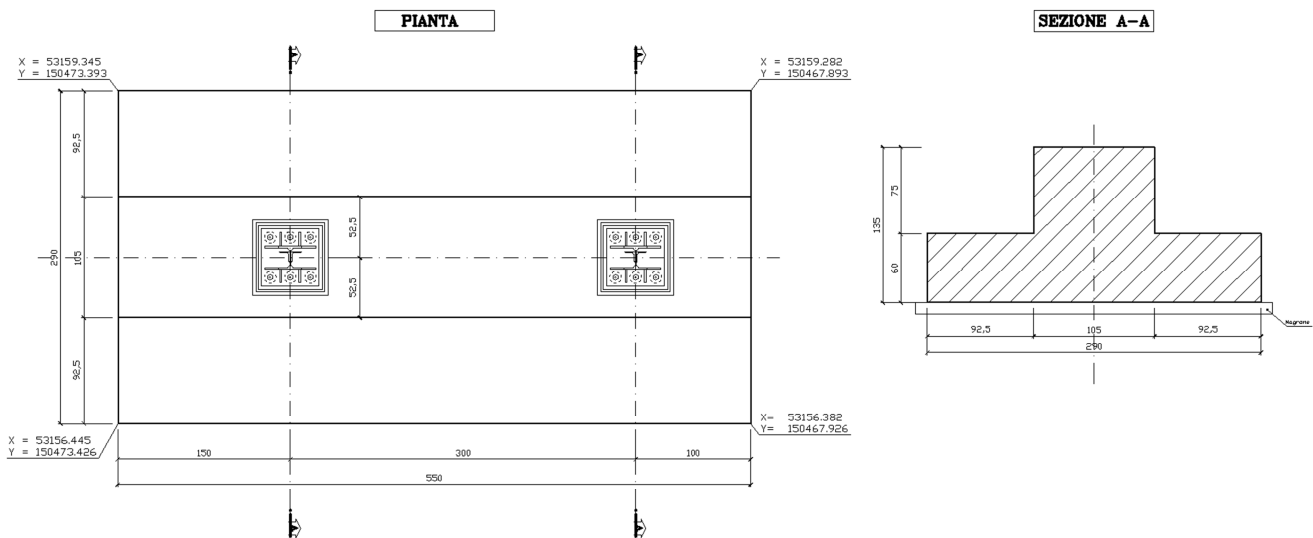 PIANTA
SEZIONE A-A
X = 53159.345
Y = 150473.393
X = 53159.282
Y = 150467.893
92,5
290
105
92,5
52,5
52,5
X = 53156.445
Y = 150473.426
X= 53156.382
Y= 150467.926
150
300
100
550
135
75
60
Magrone
92,5
105
92,5
290